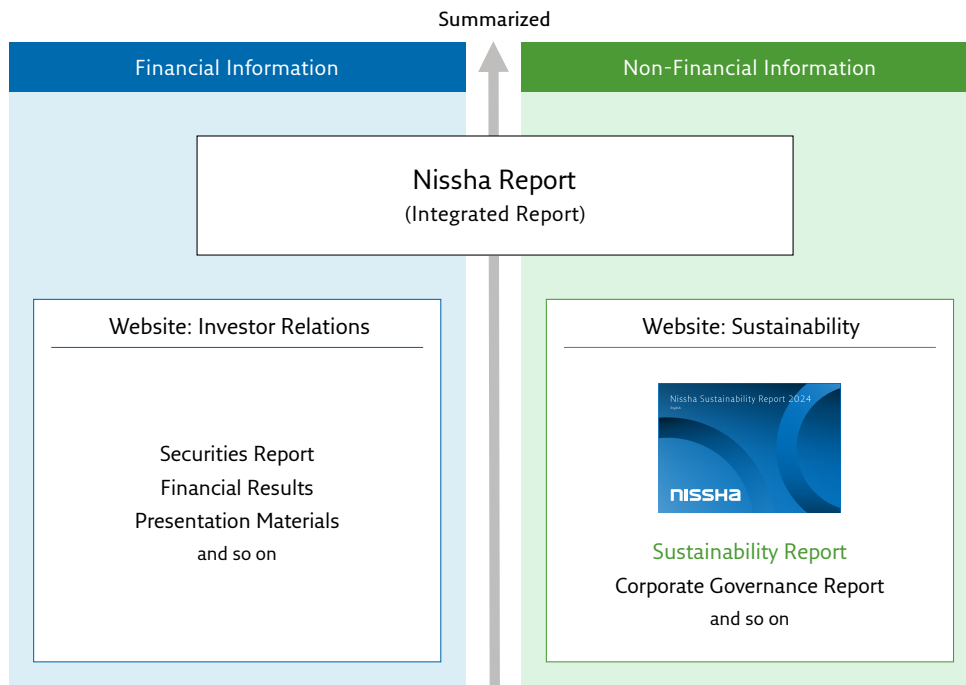 Summarized
Financial Information
Non-Financial Information
Nissha Report
(Integrated Report)
Website: Investor Relations
Securities Report
Financial Results
Presentation Materials
and so on
Website: Sustainability
Nissha Sustainability Report 2024
English
nissha
Sustainability Report
Corporate Governance Report
and so on